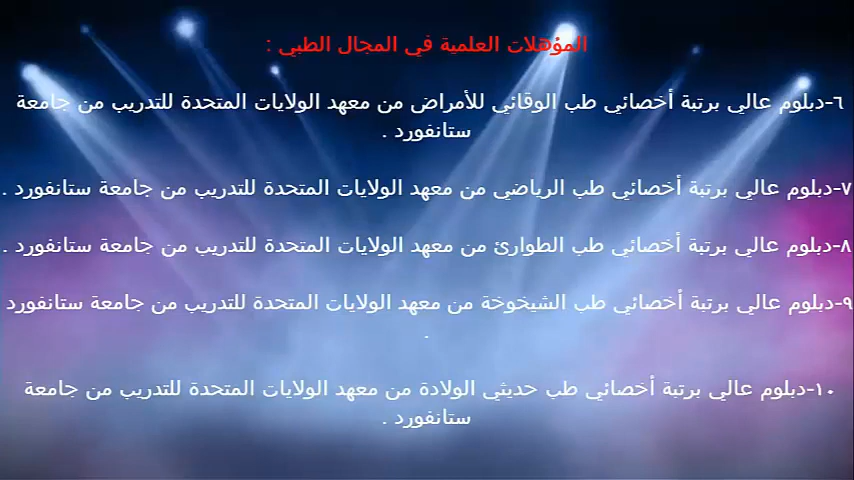 المؤهلات العلمية في المجال الطبي :
٦-دبلوم عالي برتبة أخصائي طب الوقائي للأمراض من معهد الولايات المتحدة للتدريب من جامعة
ستانفورد .
٧-دبلوم عالي برتبة أخصائي طب الرياضي من معهد الولايات المتحدة للتدريب من جامعة ستانفورد .
٨-دبلوم عالي برتبة أخصائي طب الطوارئ من معهد الولايات المتحدة للتدريب من جامعة ستانفورد .
٩-دبلوم عالي برتبة أخصائي طب الشيخوخة من معهد الولايات المتحدة للتدريب من جامعة ستانفورد
.
١٠-دبلوم عالي برتبة أخصائي طب حديثي الولادة من معهد الولايات المتحدة للتدريب من جامعة
ستانفورد .